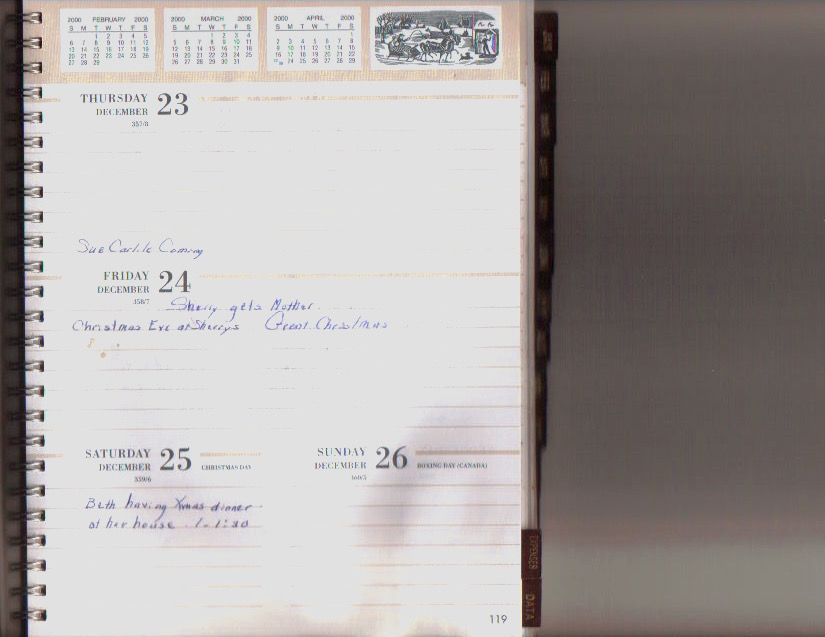 2000 FEBRUARY 2000
S M T W T F S
1 2 3 4 5
6 7 8 9 10 11 12
13 14 15 16 17 18 19
20 21 22 23 24 25 26
27 28 29
2000 MARCH 2000
S M T W T F S
1 2 3 4
5 6 7 8 9 10 11
12 13 14 15 16 17 18
19 20 21 22 23 24 25
26 27 28 29 30 31
2000 APRIL 2000
S M T W T F S
1
2 3 4 5 6 7 8
9 10 11 12 13 14 15
16 17 18 19 20 21 22
23/30 24 25 26 27 28 29
THURSDAY 23
DECEMBER
357/8
Sue Carlile Coming
FRIDAY 24
DECEMBER
358/7
Sherry gets Mother
Christmas Eve at Sherrys Great Christmas
SATURDAY 25
DECEMBER CHRISTMAS DAY
359/6
Beth having Xmas dinner
at her house 1-1:30
SUNDAY 26
DECEMBER BOXING DAY (CANADA)
360/5
EXPENSES
DATA
119